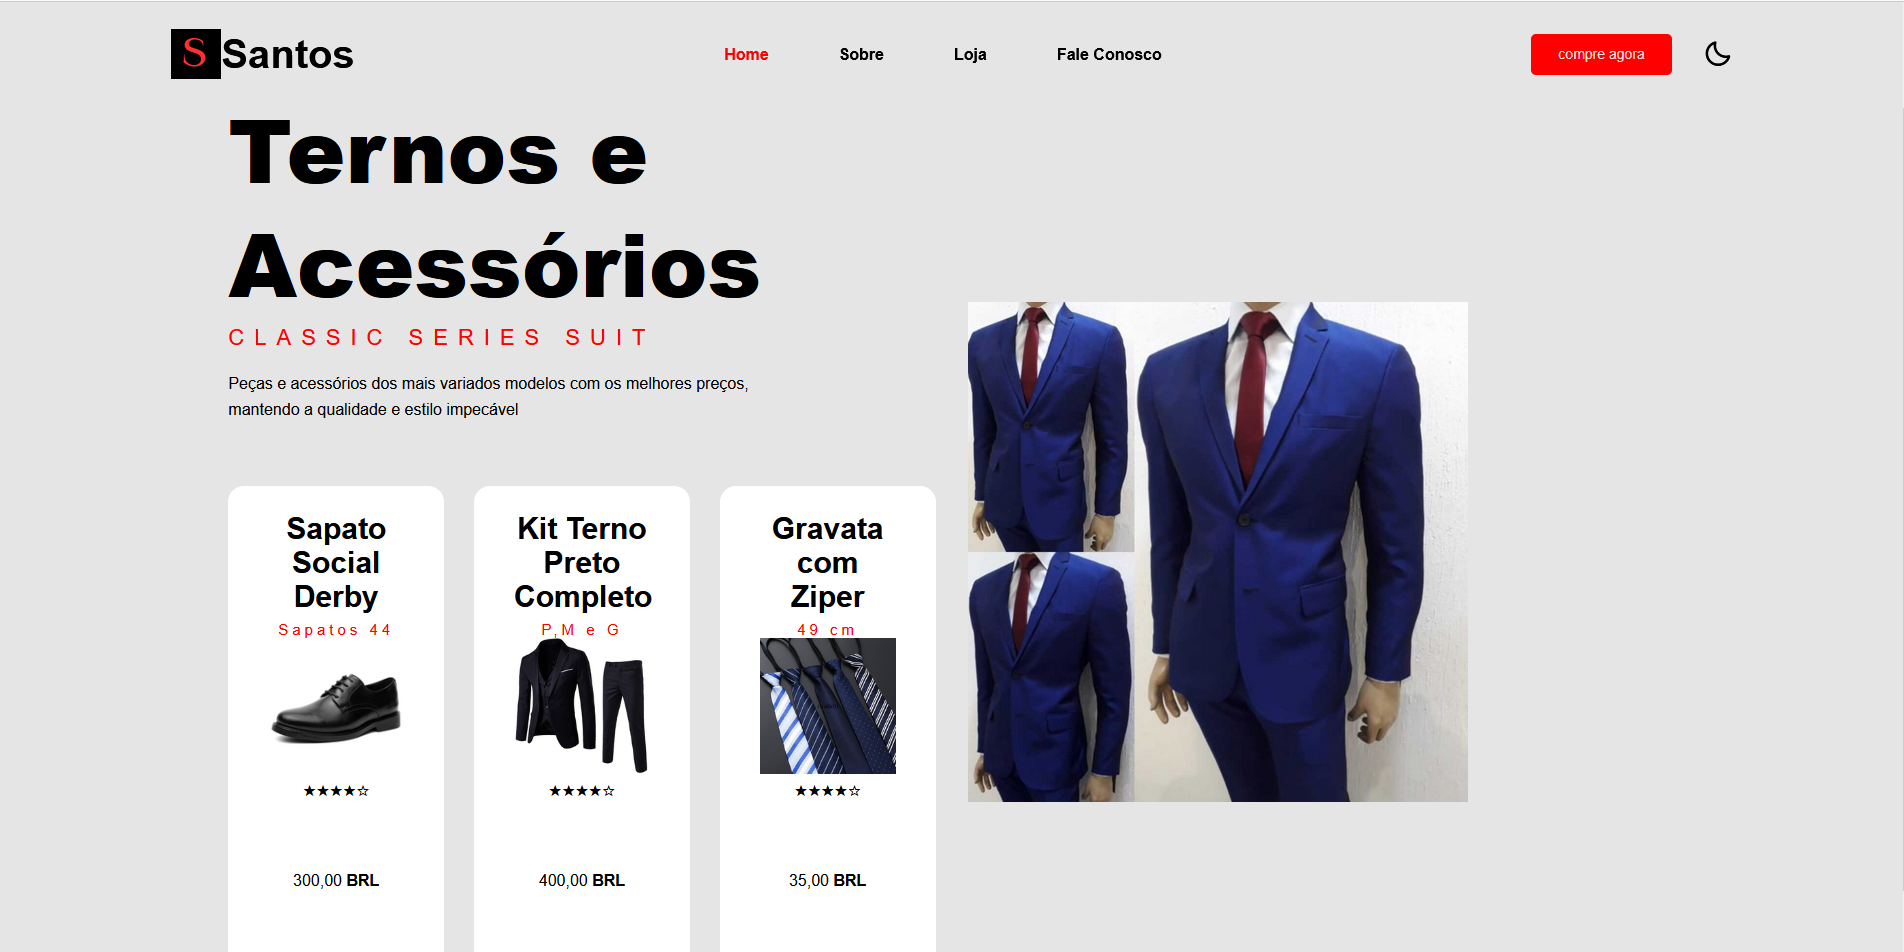 S Santos
Home
Sobre
Loja
Fale Conosco
compre agora
Ternos e
Acessórios
CLASSIC SERIES SUIT
Peças e acessórios dos mais variados modelos com os melhores preços,
mantendo a qualidade e estilo impecável
Sapato
Social
Derby
Sapatos 44
★★★★☆
300,00 BRL
Kit Terno
Preto
Completo
P,M e G
★★★★☆
400,00 BRL
Gravata
com
Ziper
49 cm
★★★★☆
35,00 BRL